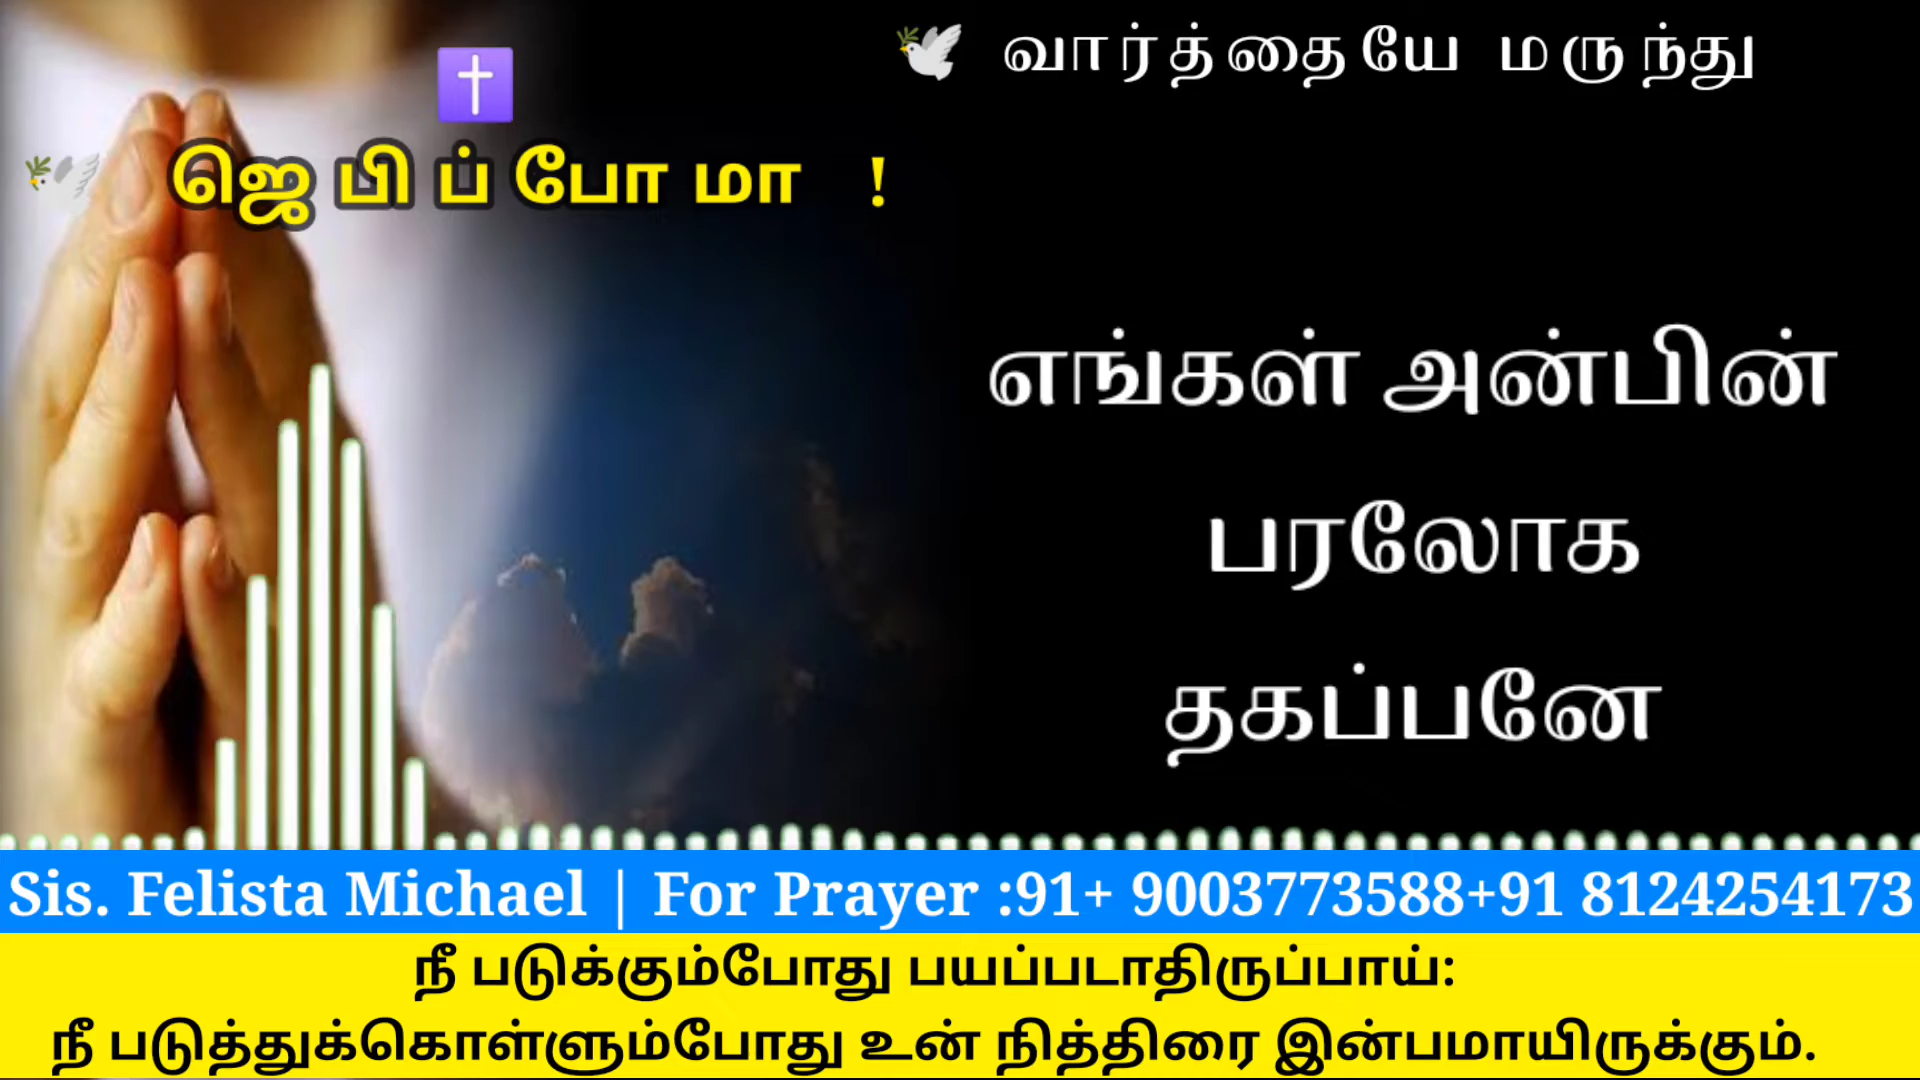 🕊 வார்த்தையே மருந்து
✝
🕊 ஜெபிப்போமா !
எங்கள் அன்பின்
பரலோக
தகப்பனே
Sis. Felista Michael | For Prayer :91+ 9003773588+91 8124254173
நீ படுக்கும்போது பயப்படாதிருப்பாய்:
நீ படுத்துக்கொள்ளும்போது உன் நித்திரை இன்பமாயிருக்கும்.